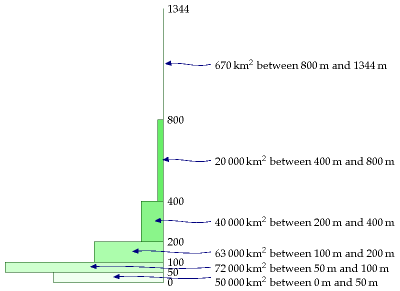 1344
670 km² between 800 m and 1344 m
800
20 000 km² between 400 m and 800 m
400
40 000 km² between 200 m and 400 m
200
63 000 km² between 100 m and 200 m
100
72 000 km² between 50 m and 100 m
50
50 000 km² between 0 m and 50 m
0